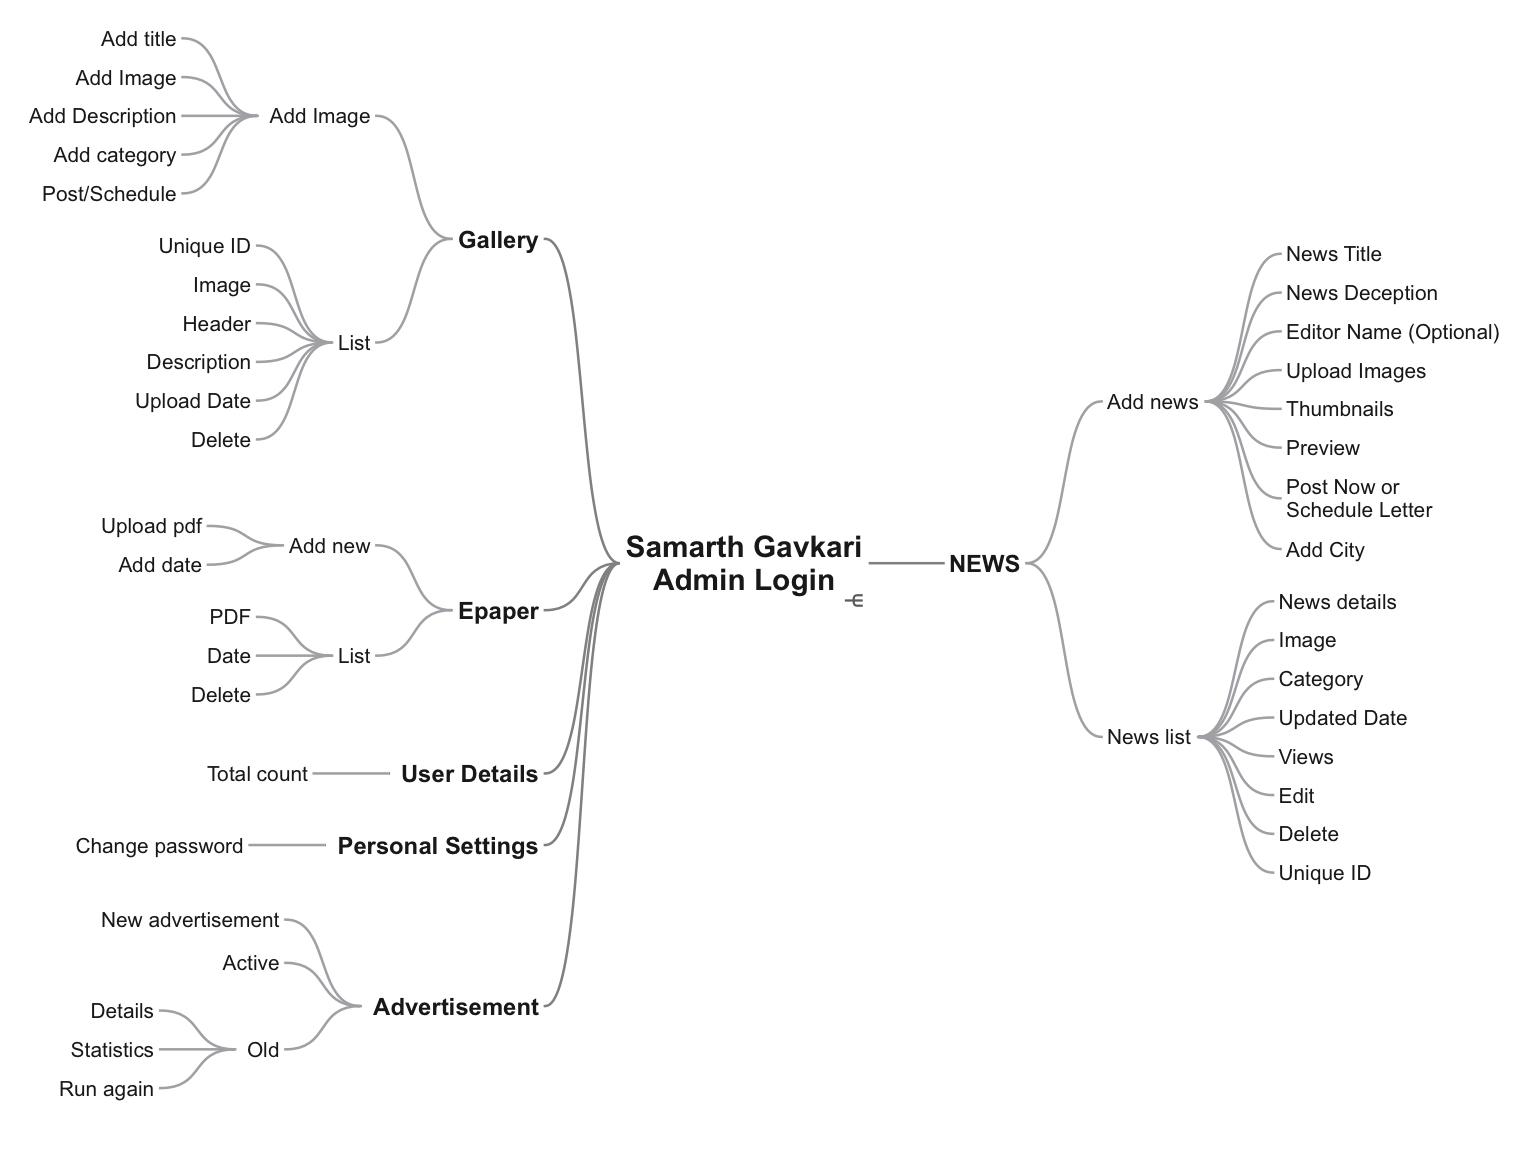 Samarth Gavkari
Admin Login
NEWS
Add news
News Title
News Deception
Editor Name (Optional)
Upload Images
Thumbnails
Preview
Post Now or
Schedule Letter
Add City
News list
News details
Image
Category
Updated Date
Views
Edit
Delete
Unique ID
Gallery
Add Image
Add title
Add Image
Add Description
Add category
Post/Schedule
List
Unique ID
Image
Header
Description
Upload Date
Delete
Epaper
Add new
Upload pdf
Add date
List
PDF
Date
Delete
User Details
Total count
Personal Settings
Change password
Advertisement
New advertisement
Active
Old
Details
Statistics
Run again